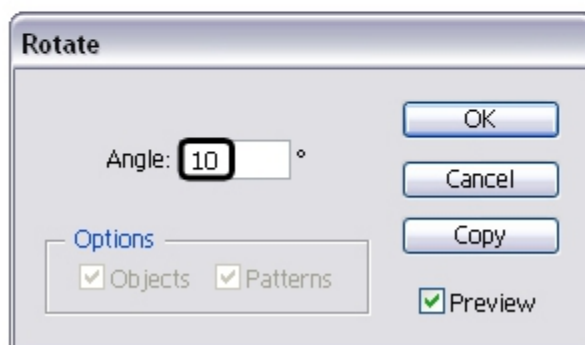 Rotate
OK
Angle: 10 °
Cancel
Copy
Options
Objects Patterns
Preview